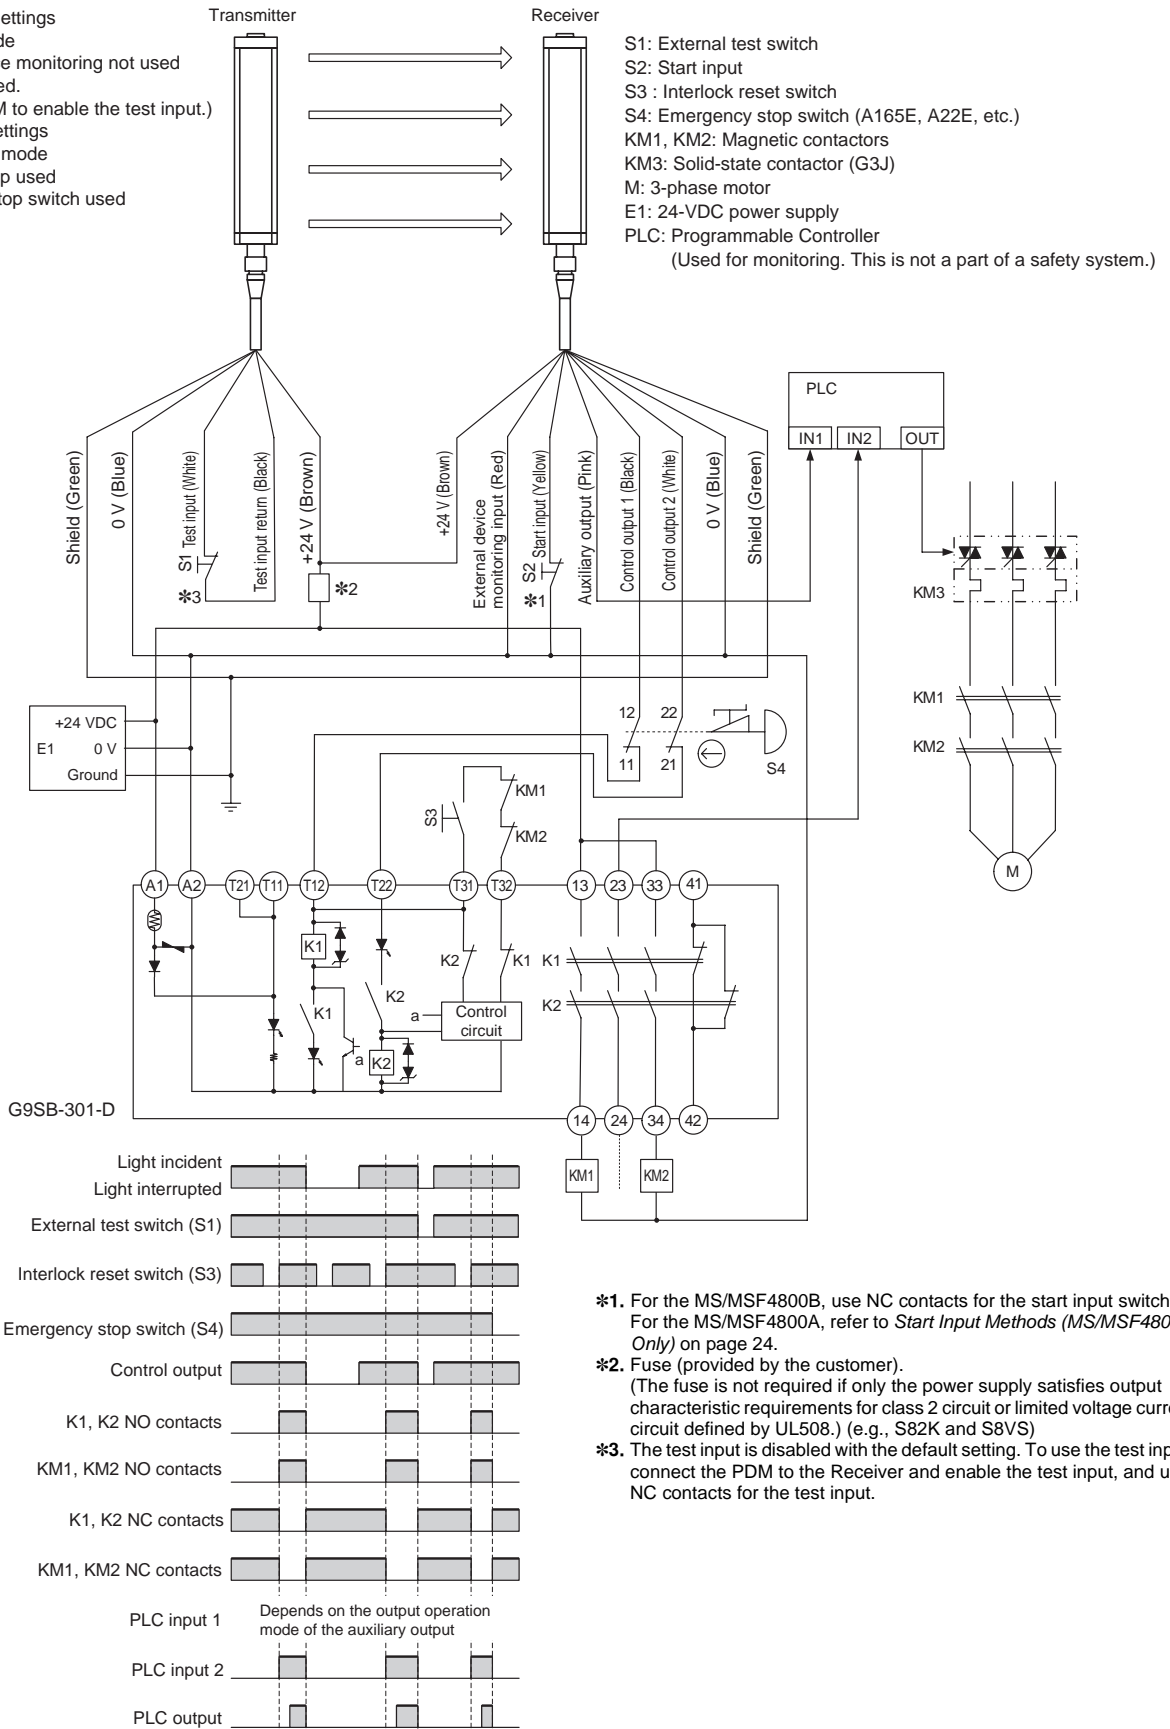 ettings
de
e monitoring not used
ed.
M to enable the test input.)
ettings
mode
p used
top switch used
Transmitter
Receiver
S1: External test switch
S2: Start input
S3 : Interlock reset switch
S4: Emergency stop switch (A165E, A22E, etc.)
KM1, KM2: Magnetic contactors
KM3: Solid-state contactor (G3J)
M: 3-phase motor
E1: 24-VDC power supply
PLC: Programmable Controller
(Used for monitoring. This is not a part of a safety system.)
PLC
IN1
IN2
OUT
Shield (Green)
0 V (Blue)
S1 Test input (White)
✽3
Test input return (Black)
+24 V (Brown)
✽2
+24 V (Brown)
External device
monitoring input (Red)
S2 Start input (Yellow)
✽1
Auxiliary output (Pink)
Control output 1 (Black)
Control output 2 (White)
0 V (Blue)
Shield (Green)
KM3
KM1
KM2
M
+24 VDC
E1 0 V
Ground
12 22
11 21
S4
S3
KM1
KM2
A1 A2 T21 T11 T12 T22 T31 T32 13 23 33 41
K1
K1
K2
a
K2
K2
K1
a
Control
circuit
K1
K2
G9SB-301-D
14 24 34 42
KM1
KM2
Light incident
Light interrupted
External test switch (S1)
Interlock reset switch (S3)
Emergency stop switch (S4)
Control output
K1, K2 NO contacts
KM1, KM2 NO contacts
K1, K2 NC contacts
KM1, KM2 NC contacts
PLC input 1
Depends on the output operation
mode of the auxiliary output
PLC input 2
PLC output
✽1. For the MS/MSF4800B, use NC contacts for the start input switch
For the MS/MSF4800A, refer to Start Input Methods (MS/MSF480
Only) on page 24.
✽2. Fuse (provided by the customer).
(The fuse is not required if only the power supply satisfies output
characteristic requirements for class 2 circuit or limited voltage curre
circuit defined by UL508.) (e.g., S82K and S8VS)
✽3. The test input is disabled with the default setting. To use the test inp
connect the PDM to the Receiver and enable the test input, and u
NC contacts for the test input.